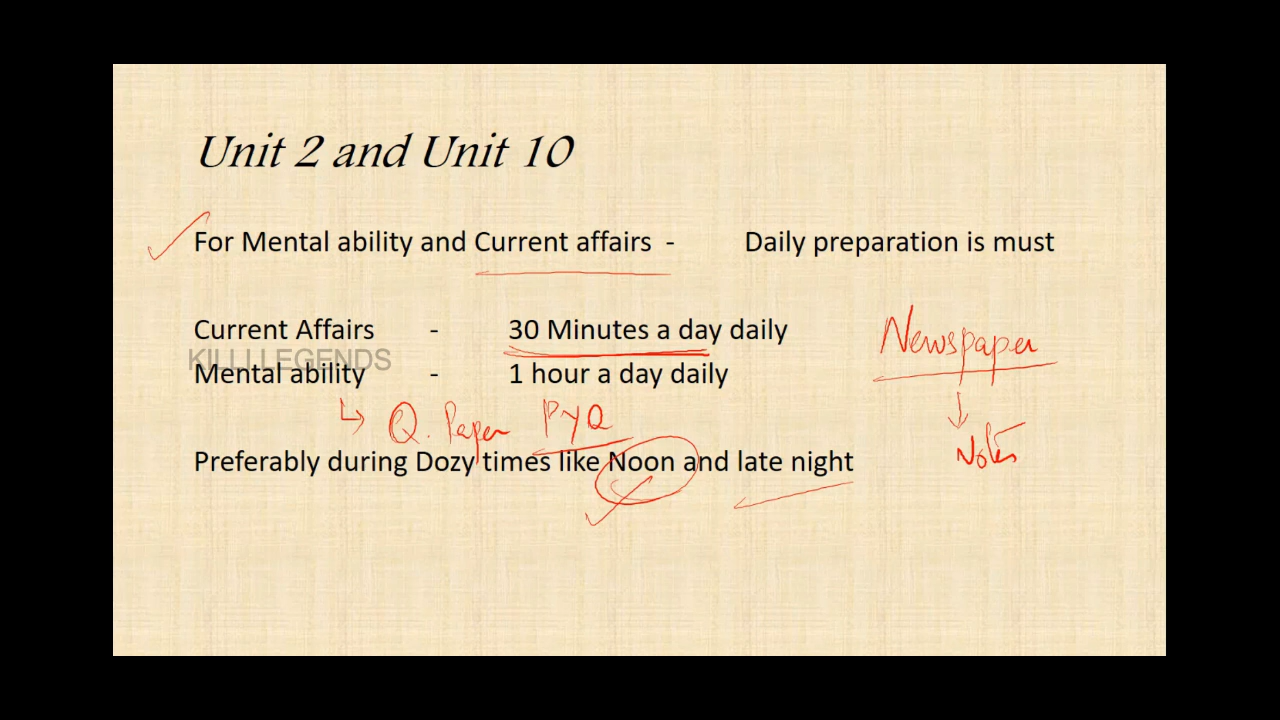 Unit 2 and Unit 10
For Mental ability and Current affairs - Daily preparation is must
Current Affairs - 30 Minutes a day daily
Newspaper
KILLI LEGENDS
Mental ability - 1 hour a day daily
Q. Paper PYQ
Notes
Preferably during Dozy times like Noon and late night